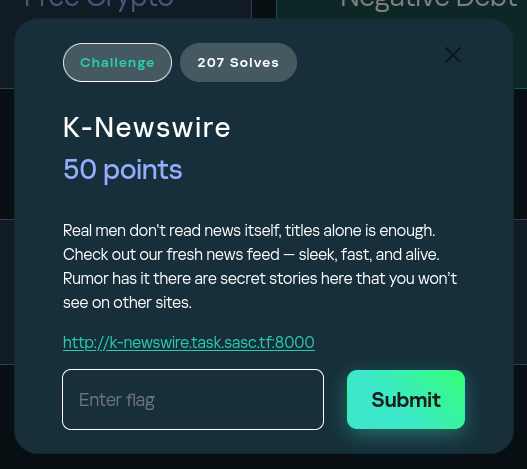 Free Crypto
Negative Debt
Challenge
207 Solves
K-Newswire
50 points
Real men don't read news itself, titles alone is enough.
Check out our fresh news feed — sleek, fast, and alive.
Rumor has it there are secret stories here that you won't
see on other sites.
http://k-newswire.task.sasc.tf:8000
Enter flag
Submit